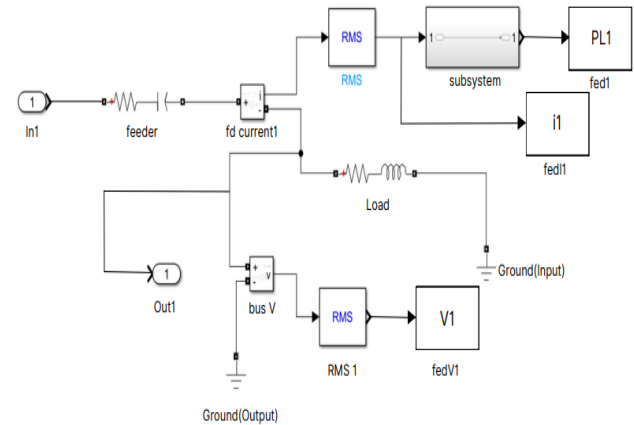 RMS
RMS
1
1
subsystem
PL1
fed1
1
In1
feeder
+
i
-
fd current1
i1
fedI1
Load
Ground(Input)
1
Out1
+
-
v
bus V
RMS
RMS 1
V1
fedV1
Ground(Output)